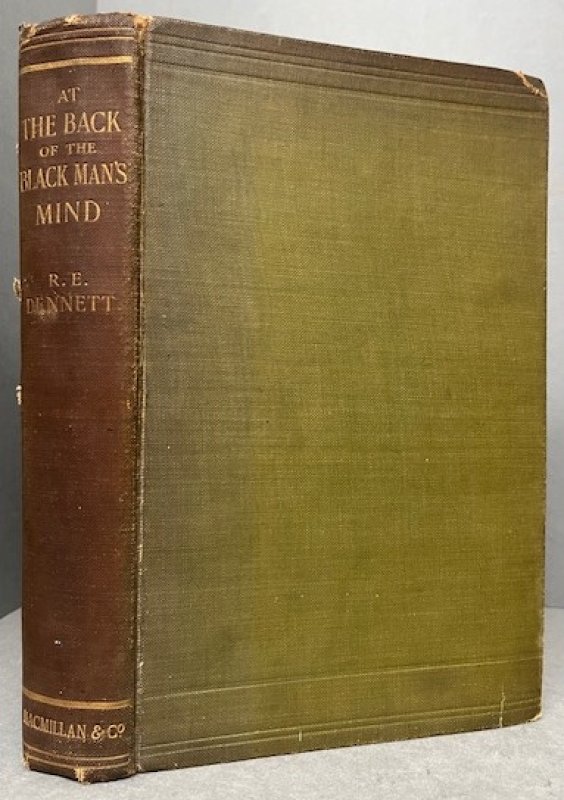 AT
THE BACK
OF THE
BLACK MAN'S
MIND
R. E.
DENNETT
MACMILLAN & Cº